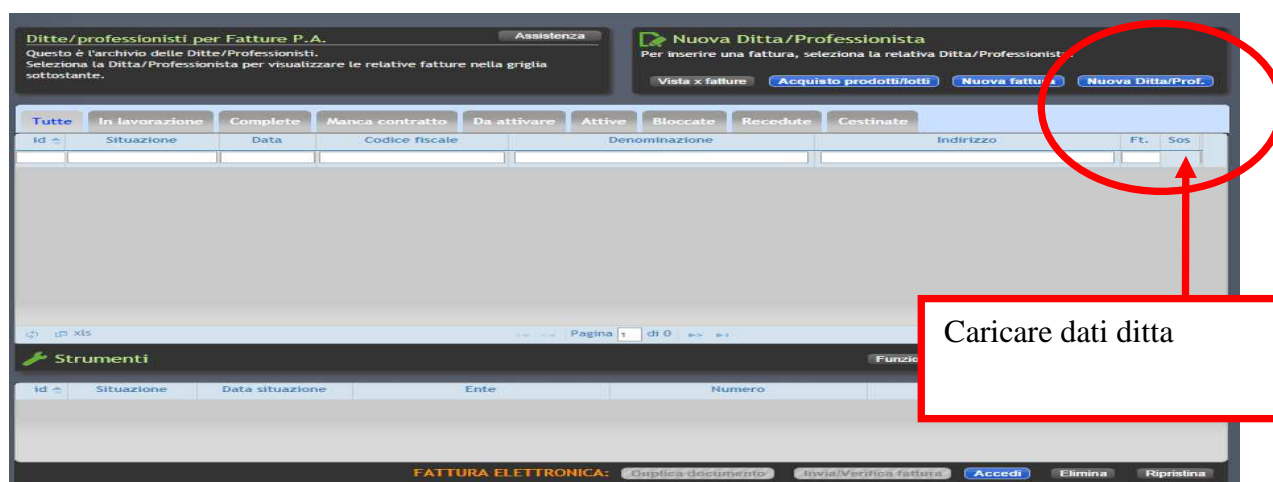 Ditte/professionisti per Fatture P.A.
Assistenza
Questo è l'archivio delle Ditte/Professionisti.
Seleziona la Ditta/Professionista per visualizzare le relative fatture nella griglia
sottostante.
Nuova Ditta/Professionista
Per inserire una fattura, seleziona la relativa Ditta/Professionista.
Vista x fatture Acquisto prodotti/lotti Nuova fattura Nuova Ditta/Prof.
Tutte In lavorazione Complete Manca contratto Da attivare Attive Bloccate Recedute Cestinate
Id Situazione Data Codice fiscale Denominazione Indirizzo Ft. Sos
xls Pagina 1 di 0
Caricare dati ditta
Strumenti
Id Situazione Data situazione Ente Numero
FATTURA ELETTRONICA: Duplica documento Invia/Verifica fattura Accedi Elimina Ripristina